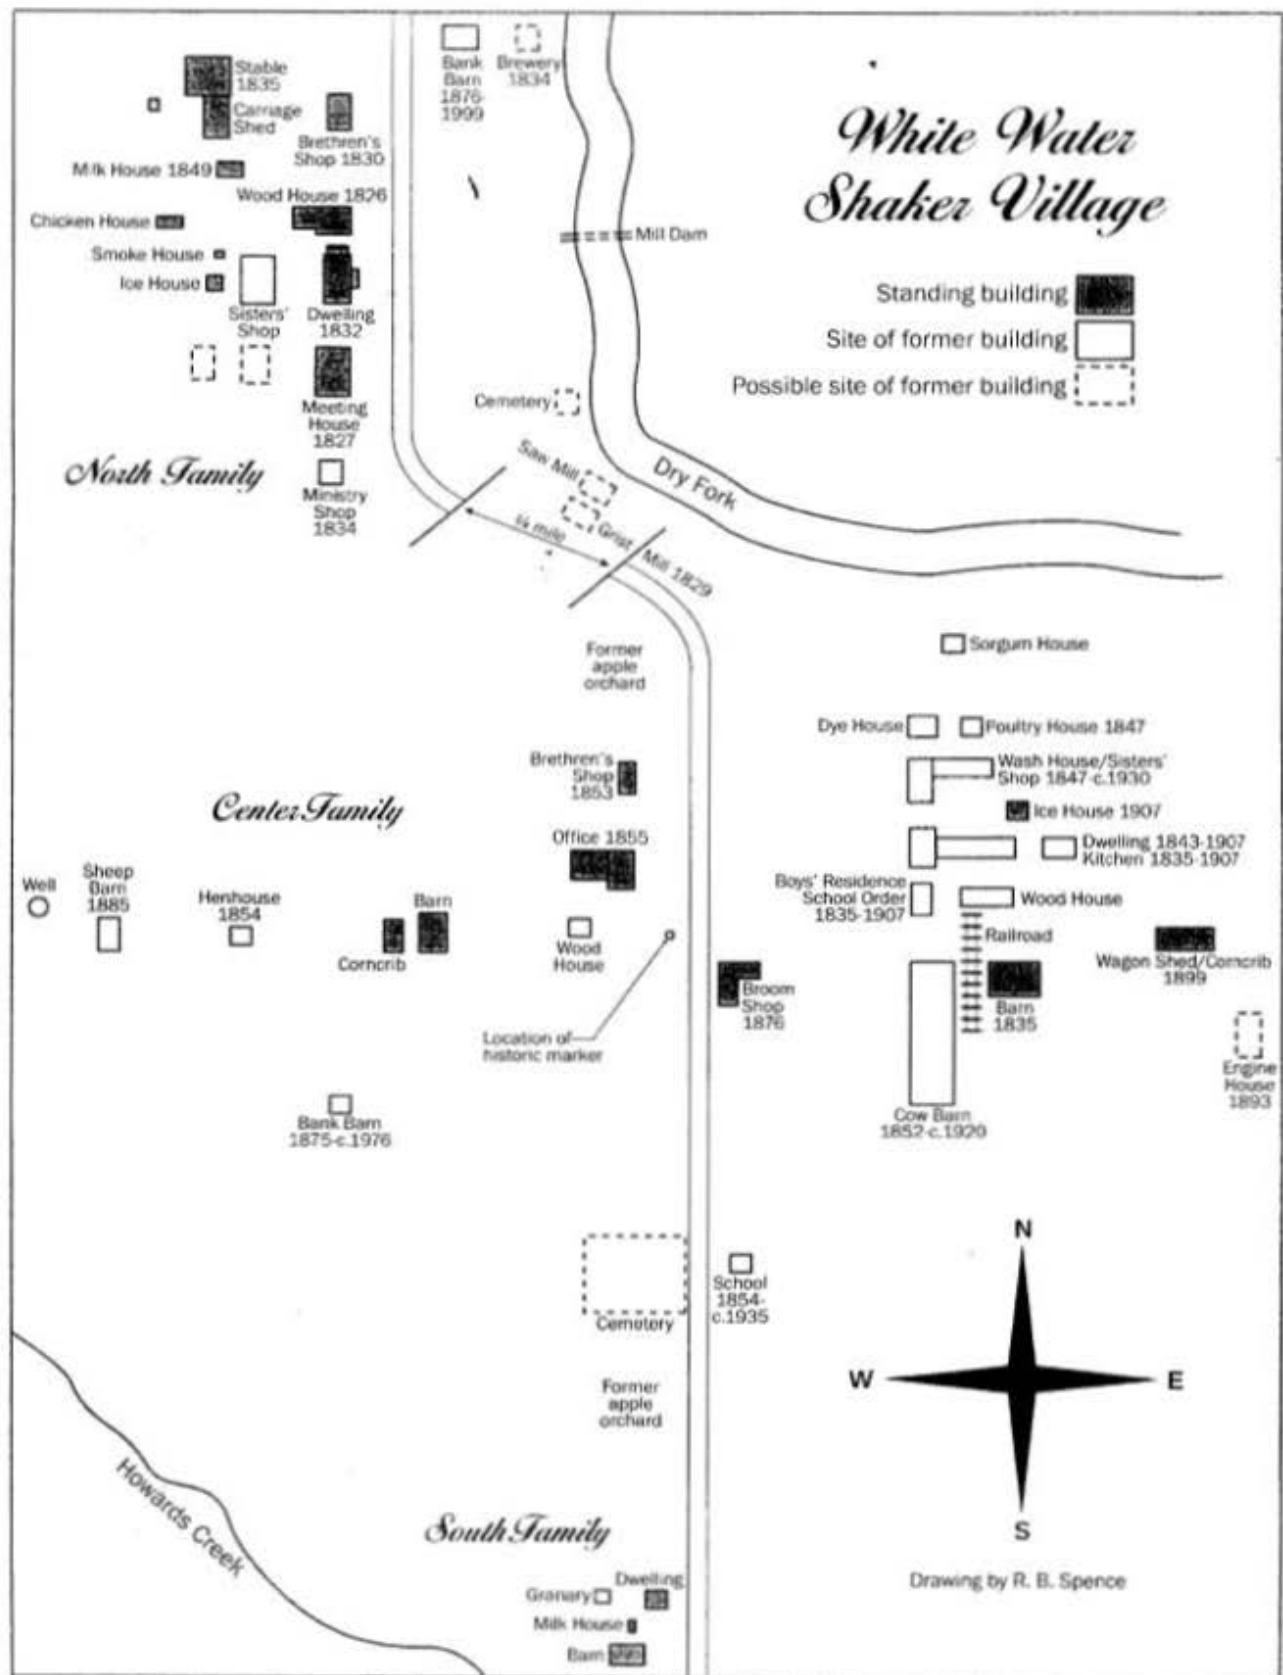 White Water
Shaker Village
Standing building
Site of former building
Possible site of former building
Stable
1835
Carriage
Shed
Brethren's
Shop 1830
Milk House 1849
Wood House 1826
Chicken House
Smoke House
Ice House
Sisters'
Shop
Dwelling
1832
Meeting
House
1827
North Family
Ministry
Shop
1834
Bank
Barn
1876-
1999
Brewery
1834
Mill Dam
Cemetery
Saw Mill
Dry Fork
¼ mile
Grist Mill 1829
Former
apple
orchard
Sorgum House
Dye House
Poultry House 1847
Wash House/Sisters'
Shop 1847-c.1930
Ice House 1907
Dwelling 1843-1907
Kitchen 1835-1907
Boys' Residence
School Order
1835-1907
Wood House
Railroad
Wagon Shed/Corncrib
1899
Barn
1835
Engine
House
1893
Cow Barn
1852-c.1920
Brethren's
Shop
1853
Center Family
Office 1855
Well
Sheep
Barn
1885
Henhouse
1854
Barn
Corncrib
Wood
House
Broom
Shop
1876
Location of
historic marker
Bank Barn
1875-c.1976
Cemetery
School
1854-
c.1935
Former
apple
orchard
Howards Creek
South Family
Granary
Dwelling
Milk House
Barn
N
W
E
S
Drawing by R. B. Spence